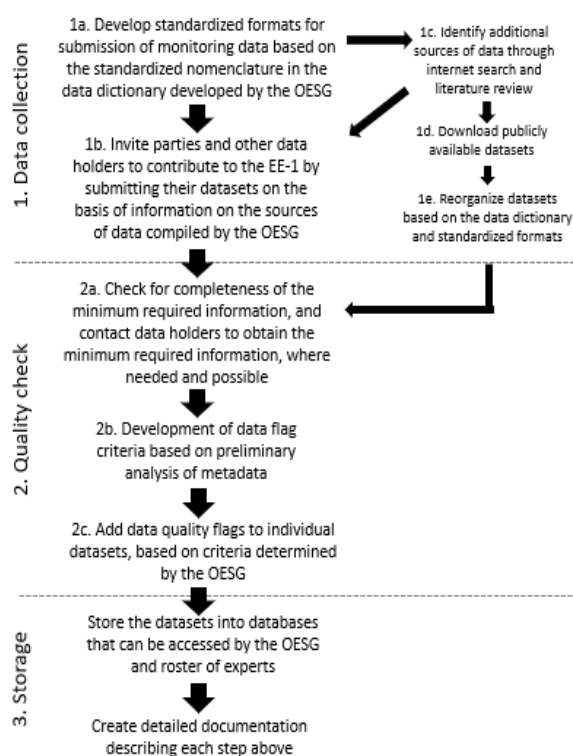 1. Data collection
1a. Develop standardized formats for
submission of monitoring data based on
the standardized nomenclature in the
data dictionary developed by the OESG
1b. Invite parties and other data
holders to contribute to the EE-1 by
submitting their datasets on the
basis of information on the sources
of data compiled by the OESG
1c. Identify additional
sources of data through
internet search and
literature review
1d. Download publicly
available datasets
1e. Reorganize datasets
based on the data dictionary
and standardized formats
2. Quality check
2a. Check for completeness of the
minimum required information, and
contact data holders to obtain the
minimum required information, where
needed and possible
2b. Development of data flag
criteria based on preliminary
analysis of metadata
2c. Add data quality flags to individual
datasets, based on criteria determined
by the OESG
3. Storage
Store the datasets into databases
that can be accessed by the OESG
and roster of experts
Create detailed documentation
describing each step above